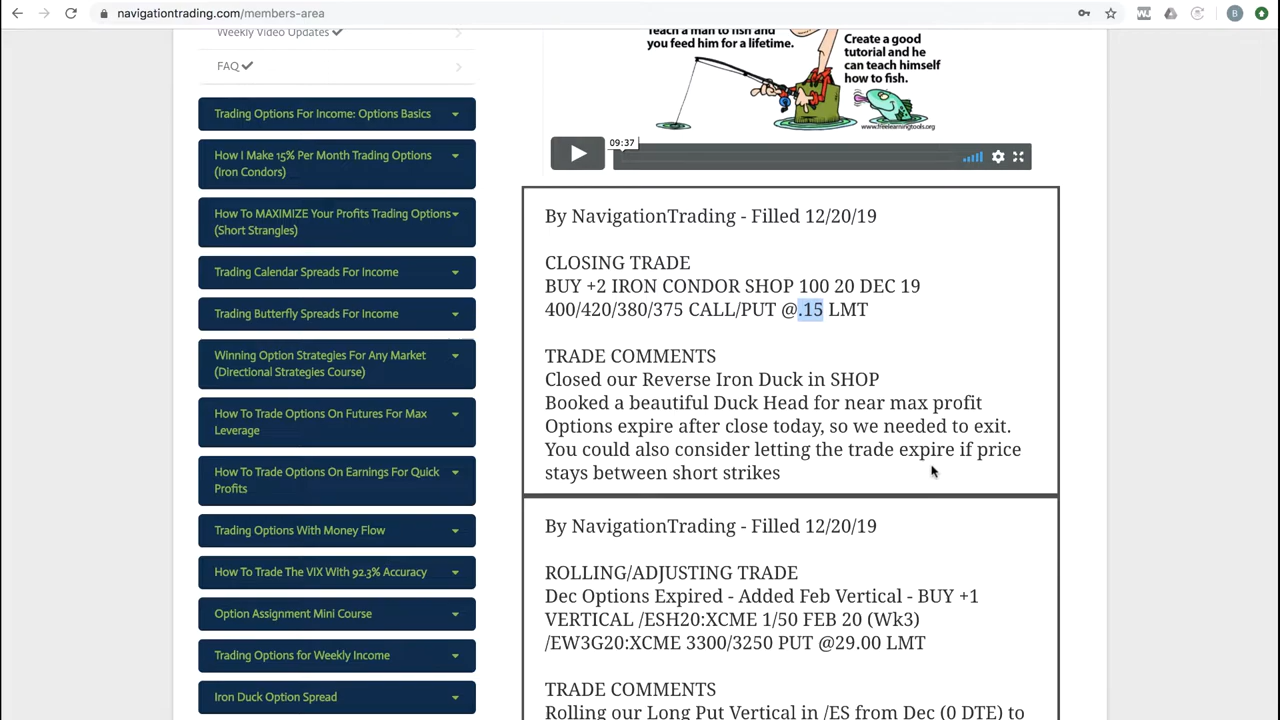 navigationtrading.com/members-area
Weekly Video Updates
FAQ
Trading Options For Income: Options Basics
How I Make 15% Per Month Trading Options
(Iron Condors)
How To MAXIMIZE Your Profits Trading Options
(Short Strangles)
Trading Calendar Spreads For Income
Trading Butterfly Spreads For Income
Winning Option Strategies For Any Market
(Directional Strategies Course)
How To Trade Options On Futures For Max
Leverage
How To Trade Options On Earnings For Quick
Profits
Trading Options With Money Flow
How To Trade The VIX With 92.3% Accuracy
Option Assignment Mini Course
Trading Options for Weekly Income
Iron Duck Option Spread
Teach a man to fish and
you feed him for a lifetime.
Create a good
tutorial and he
can teach himself
how to fish.
www.freelearningtools.org
09:37
By NavigationTrading - Filled 12/20/19
CLOSING TRADE
BUY +2 IRON CONDOR SHOP 100 20 DEC 19
400/420/380/375 CALL/PUT @.15 LMT
TRADE COMMENTS
Closed our Reverse Iron Duck in SHOP
Booked a beautiful Duck Head for near max profit
Options expire after close today, so we needed to exit.
You could also consider letting the trade expire if price
stays between short strikes
By NavigationTrading - Filled 12/20/19
ROLLING/ADJUSTING TRADE
Dec Options Expired - Added Feb Vertical - BUY +1
VERTICAL /ESH20:XCME 1/50 FEB 20 (Wk3)
/EW3G20:XCME 3300/3250 PUT @29.00 LMT
TRADE COMMENTS
Rolling our Long Put Vertical in /ES from Dec (0 DTE) to